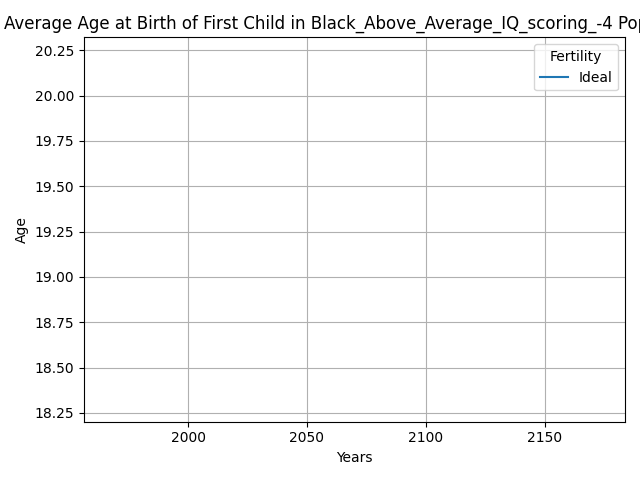 Average Age at Birth of First Child in Black_Above_Average_IQ_scoring_-4 Pop
Fertility
Ideal
20.25
20.00
19.75
19.50
19.25
19.00
18.75
18.50
18.25
Age
2000
2050
2100
2150
Years